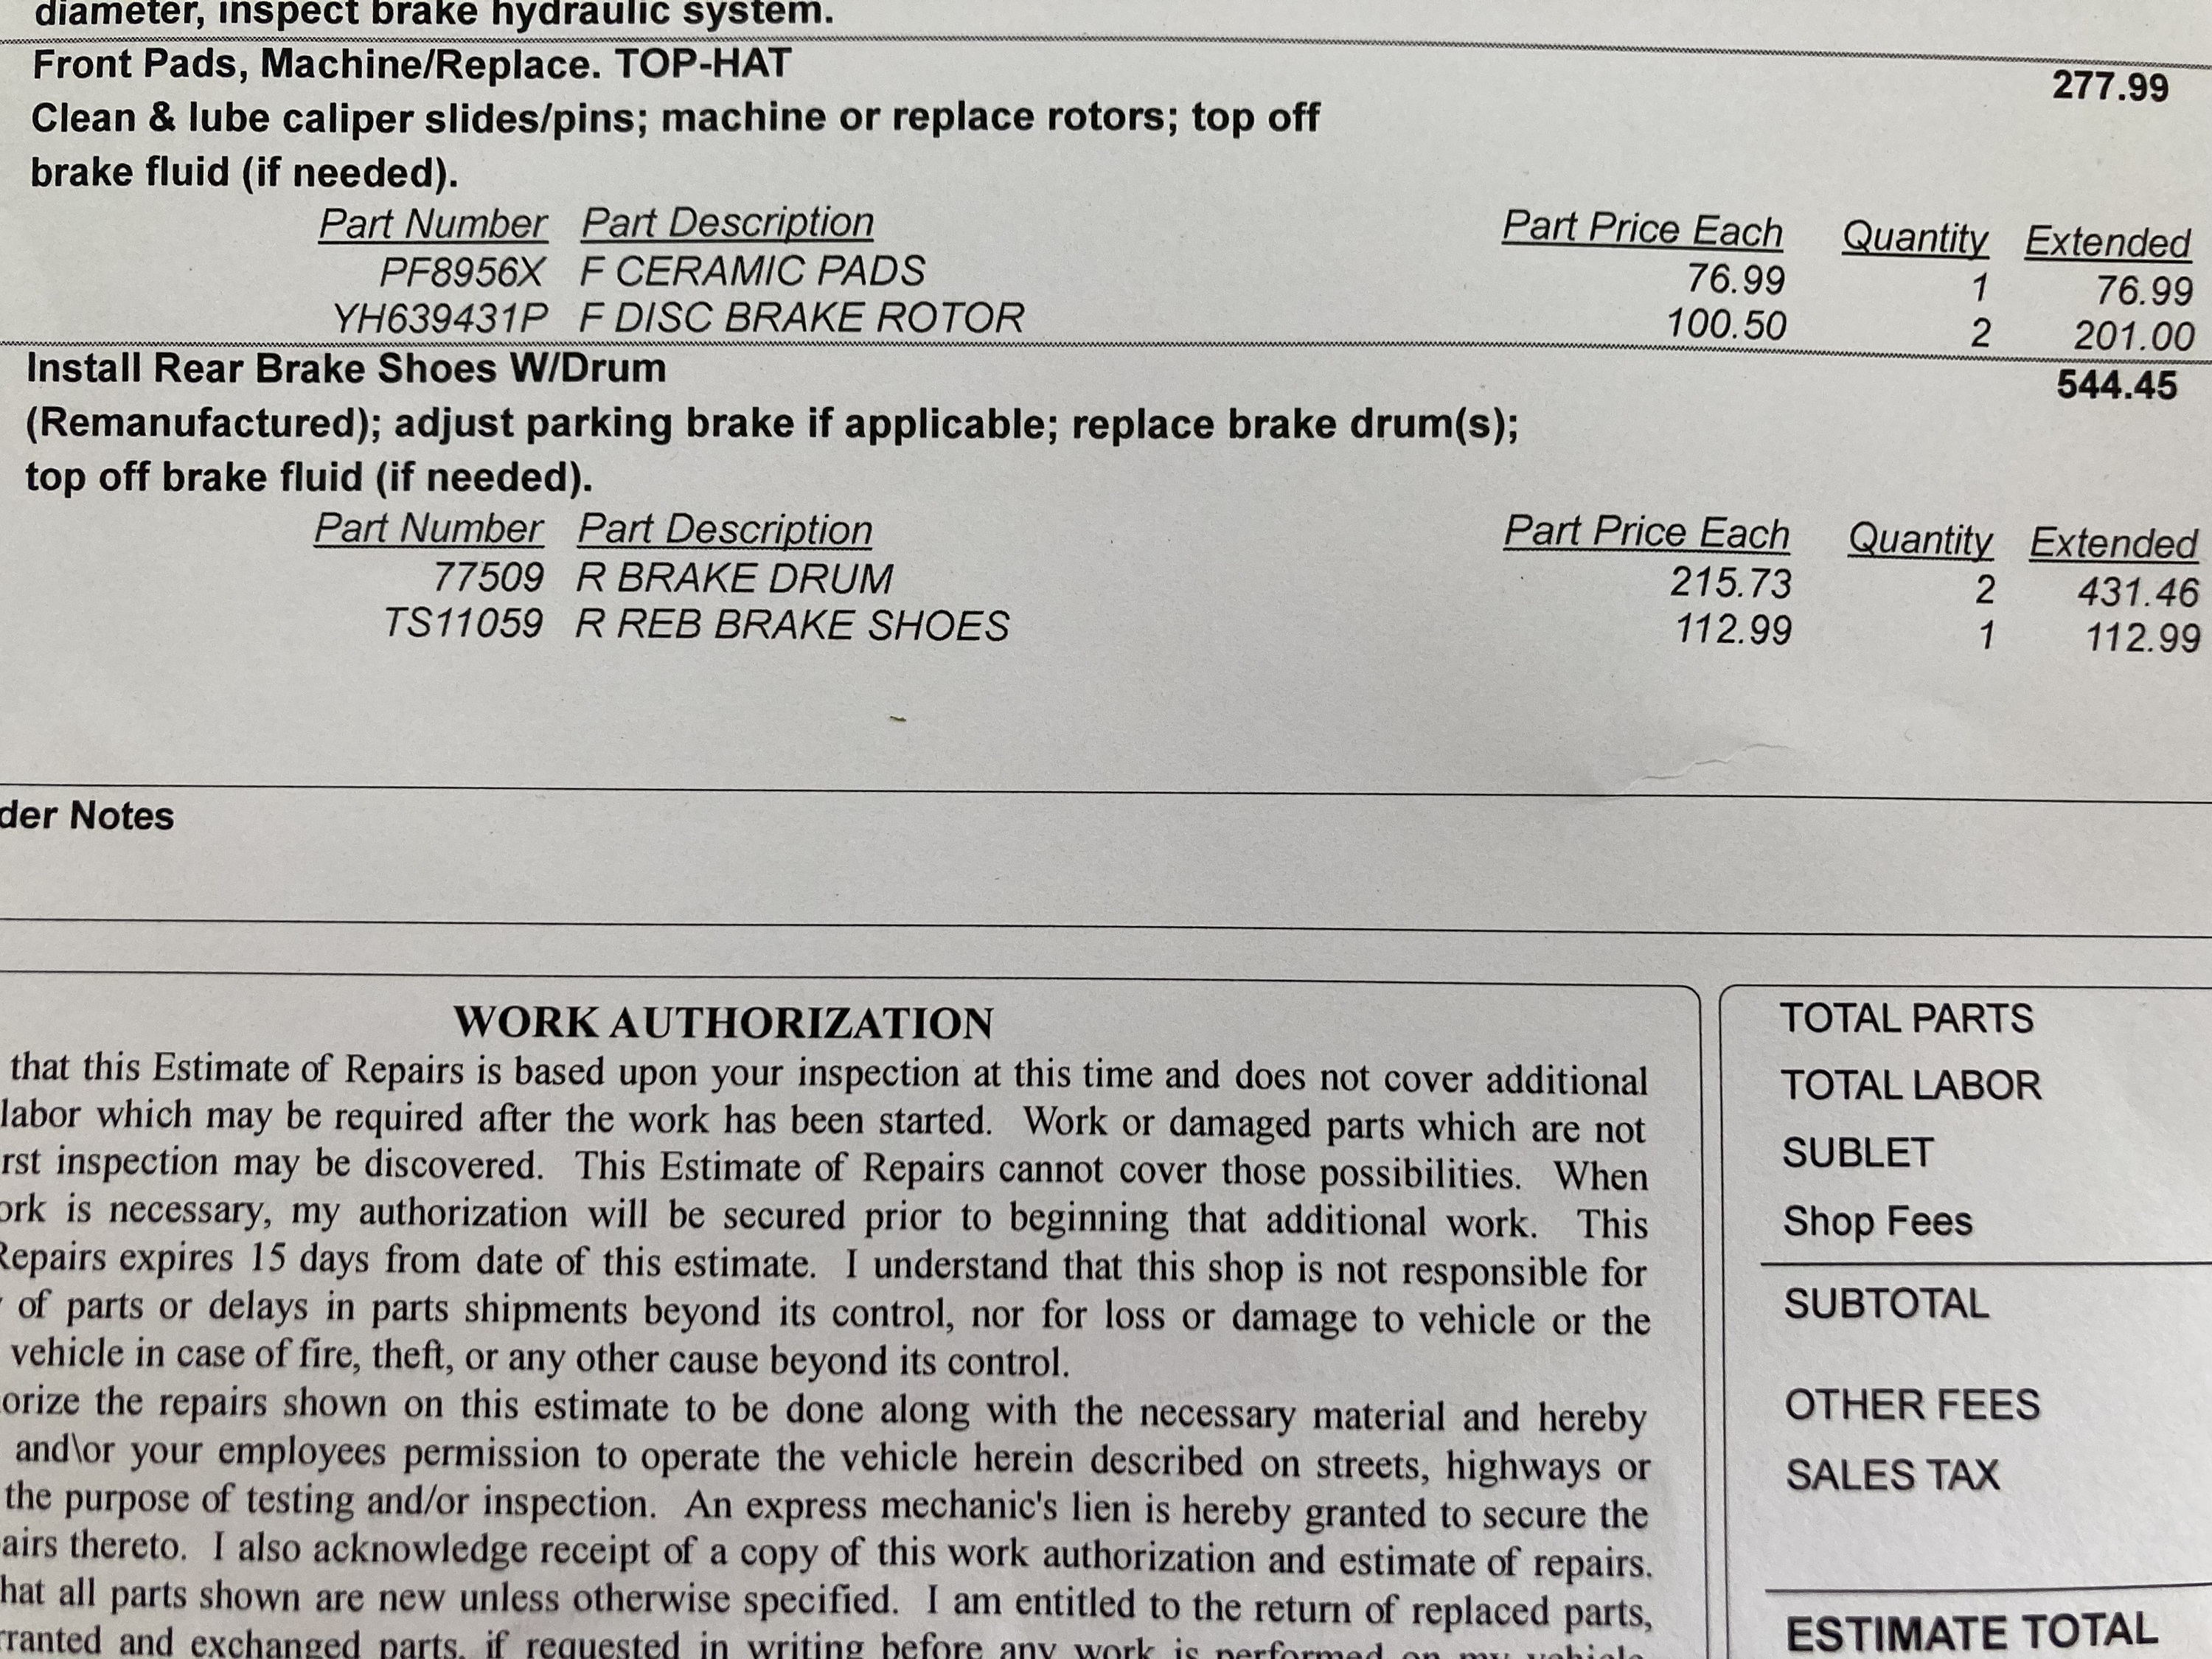 diameter, inspect brake hydraulic system.
Front Pads, Machine/Replace. TOP-HAT 277.99
Clean & lube caliper slides/pins; machine or replace rotors; top off
brake fluid (if needed).
Part Number Part Description Part Price Each Quantity Extended
PF8956X F CERAMIC PADS 76.99 1 76.99
YH639431P F DISC BRAKE ROTOR 100.50 2 201.00
Install Rear Brake Shoes W/Drum 544.45
(Remanufactured); adjust parking brake if applicable; replace brake drum(s);
top off brake fluid (if needed).
Part Number Part Description Part Price Each Quantity Extended
77509 R BRAKE DRUM 215.73 2 431.46
TS11059 R REB BRAKE SHOES 112.99 1 112.99
der Notes
WORK AUTHORIZATION
that this Estimate of Repairs is based upon your inspection at this time and does not cover additional
labor which may be required after the work has been started. Work or damaged parts which are not
rst inspection may be discovered. This Estimate of Repairs cannot cover those possibilities. When
ork is necessary, my authorization will be secured prior to beginning that additional work. This
Repairs expires 15 days from date of this estimate. I understand that this shop is not responsible for
of parts or delays in parts shipments beyond its control, nor for loss or damage to vehicle or the
vehicle in case of fire, theft, or any other cause beyond its control.
orize the repairs shown on this estimate to be done along with the necessary material and hereby
and\or your employees permission to operate the vehicle herein described on streets, highways or
the purpose of testing and/or inspection. An express mechanic's lien is hereby granted to secure the
airs thereto. I also acknowledge receipt of a copy of this work authorization and estimate of repairs.
hat all parts shown are new unless otherwise specified. I am entitled to the return of replaced parts,
rranted and exchanged parts, if requested in writing before any work is performed on my vehicle
TOTAL PARTS
TOTAL LABOR
SUBLET
Shop Fees
SUBTOTAL
OTHER FEES
SALES TAX
ESTIMATE TOTAL